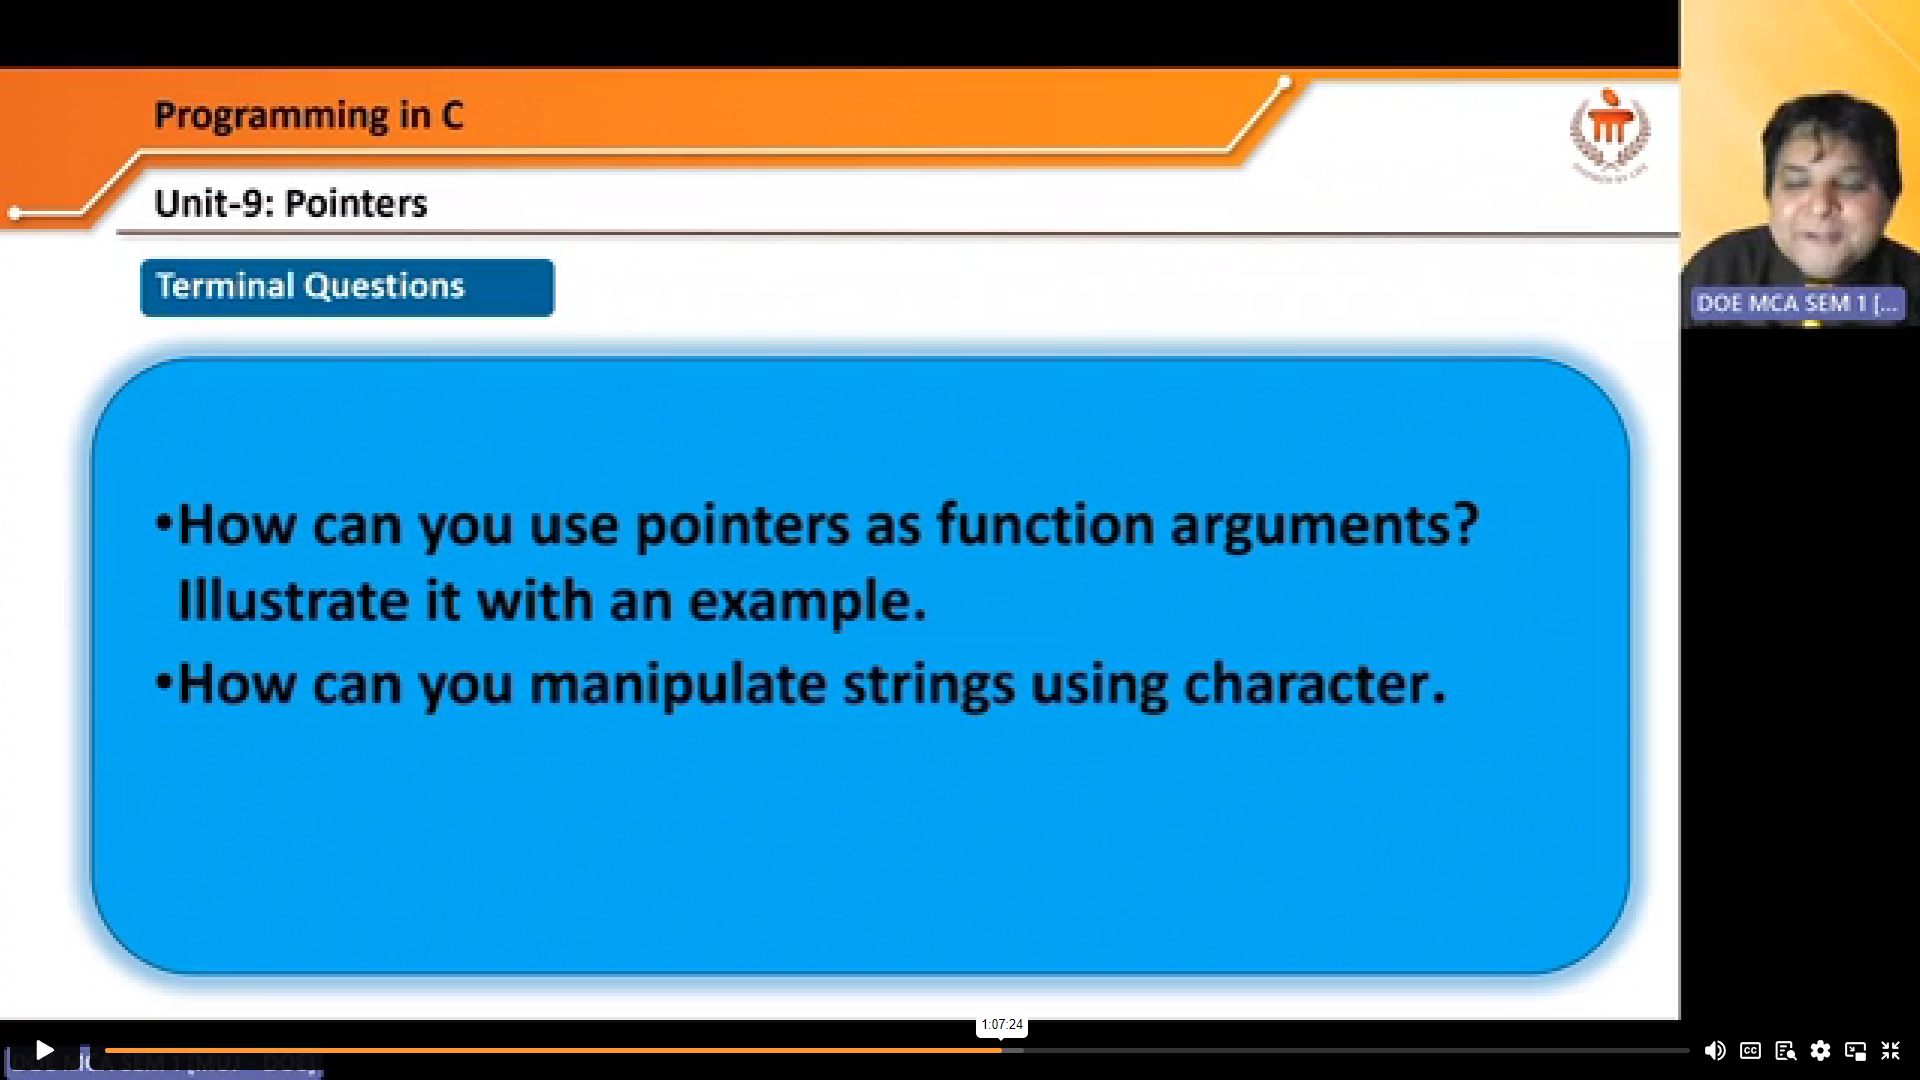 Programming in C
Unit-9: Pointers
Terminal Questions
•How can you use pointers as function arguments?
Illustrate it with an example.
•How can you manipulate strings using character.
DOE MCA SEM 1 [...
1:07:24
CC